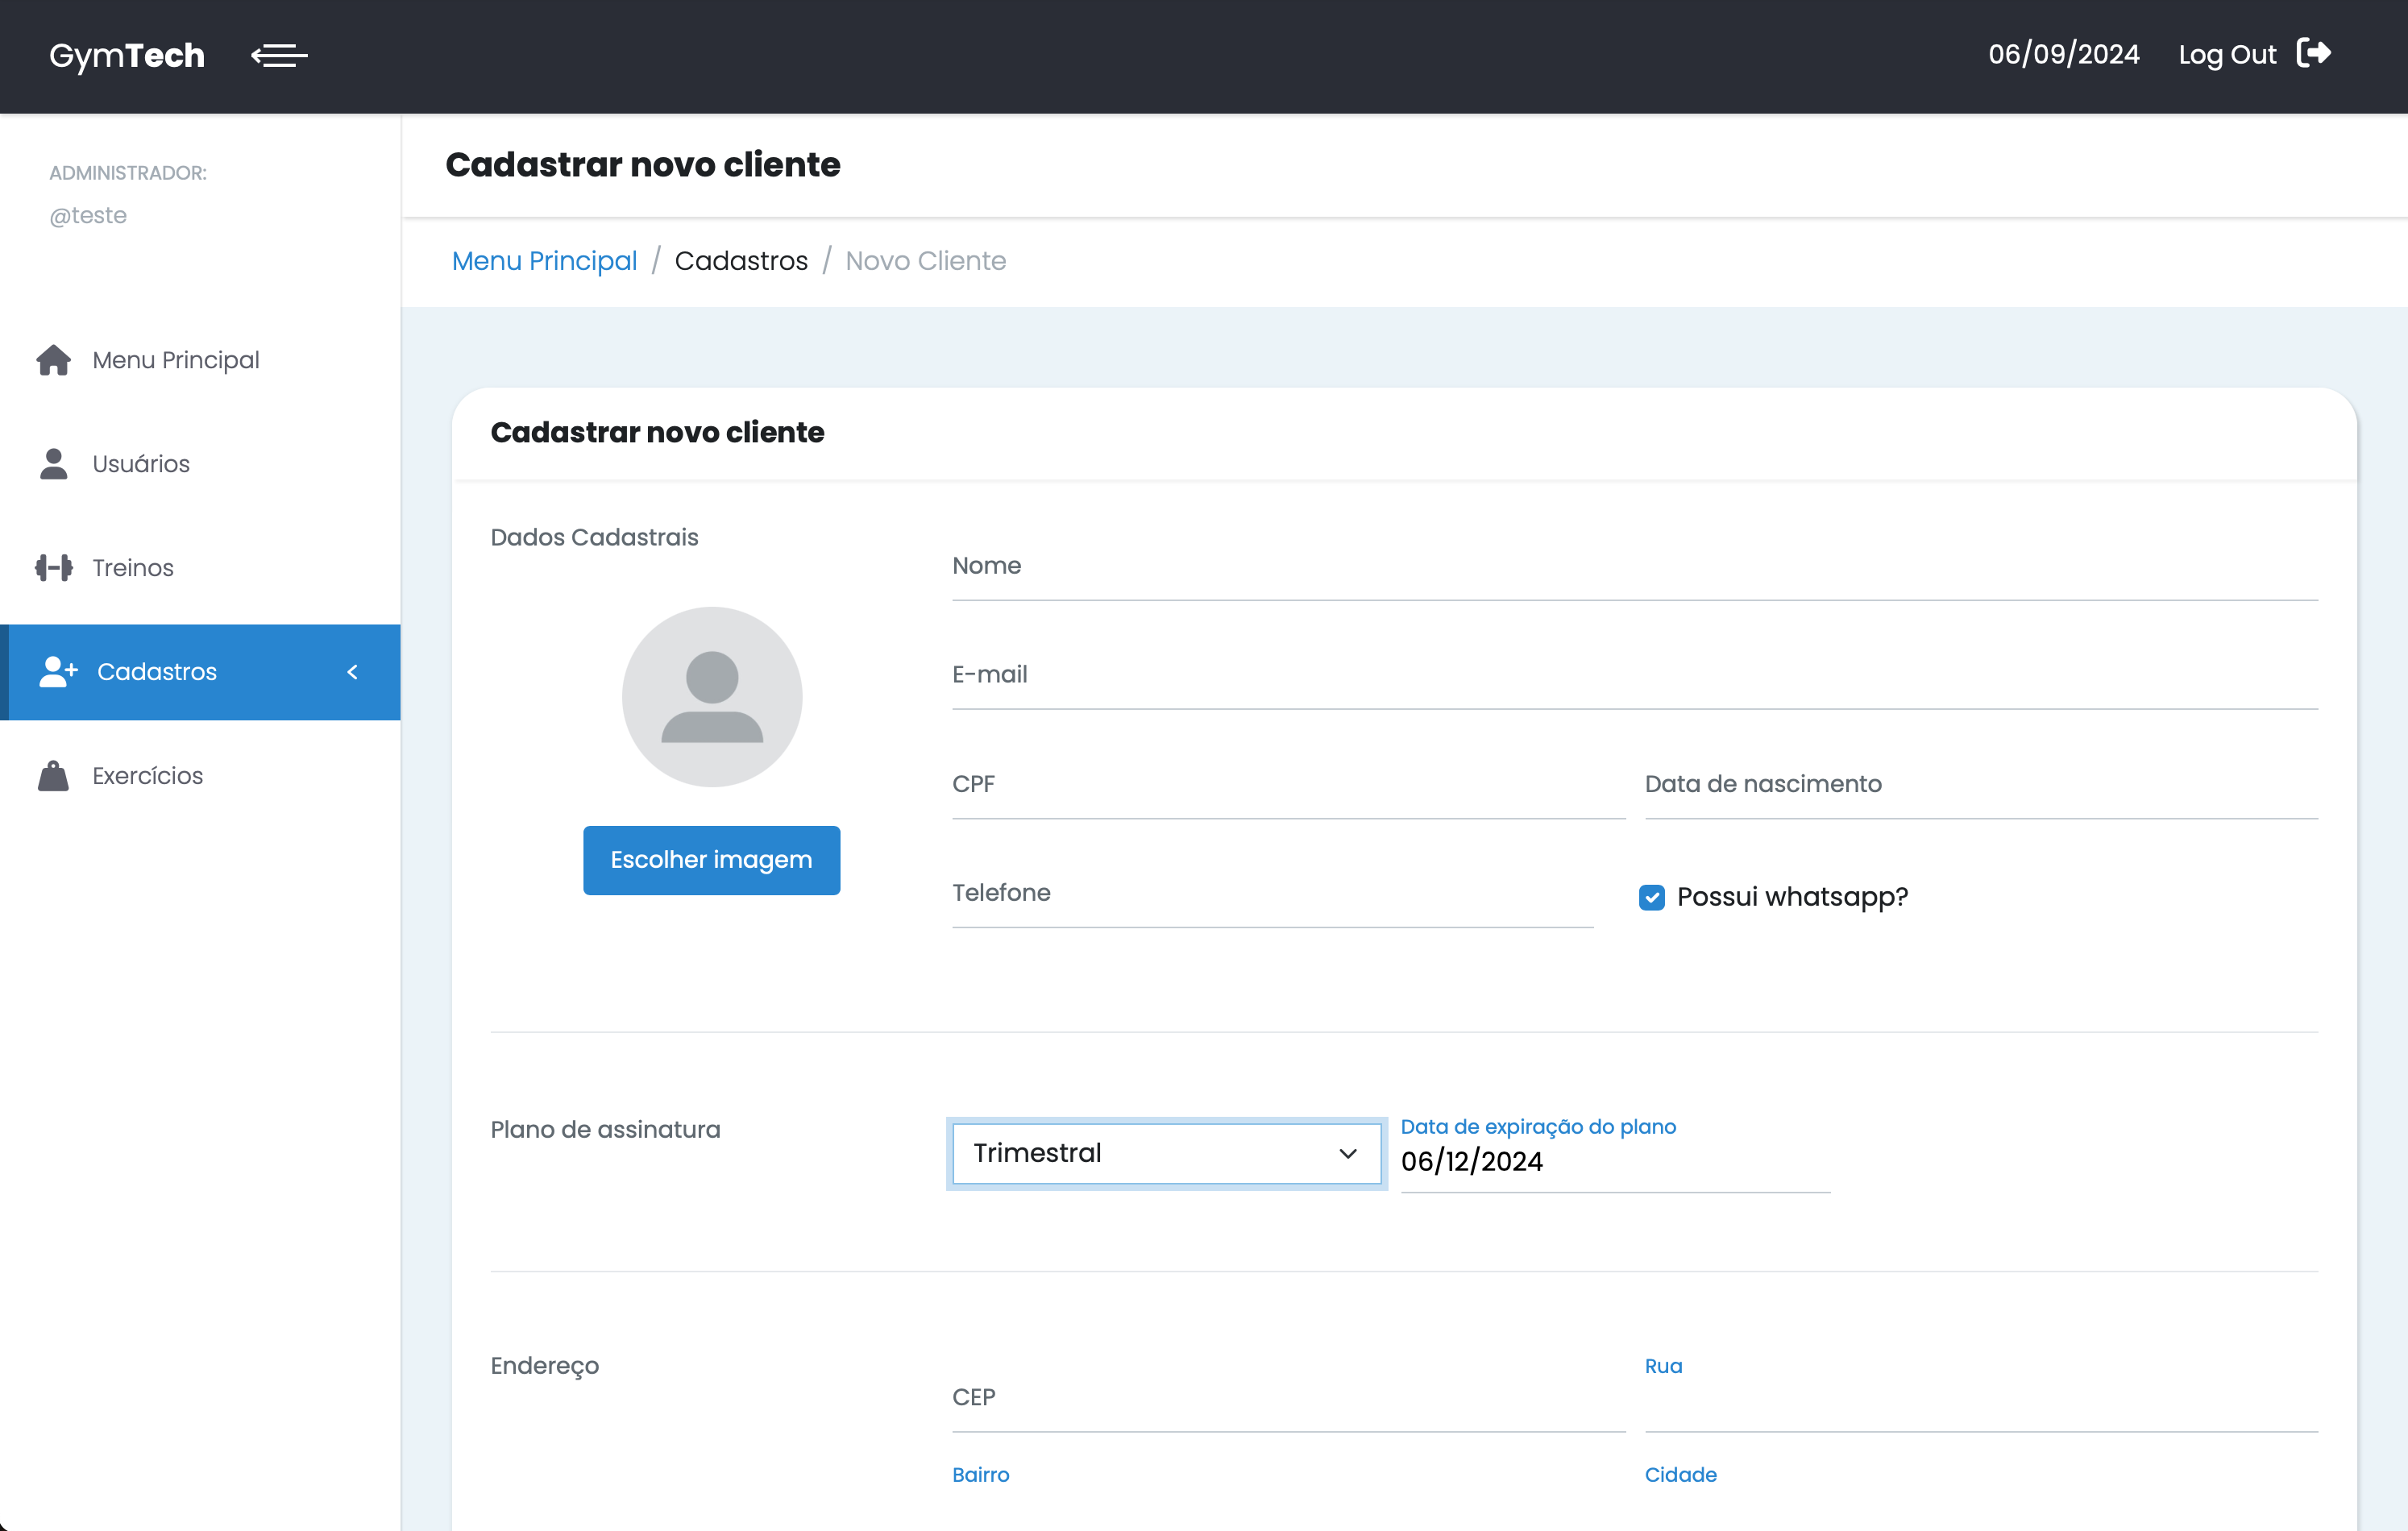 GymTech
06/09/2024 Log Out
ADMINISTRADOR:
@teste
Menu Principal
Usuários
Treinos
Cadastros
Exercícios
Cadastrar novo cliente
Menu Principal / Cadastros / Novo Cliente
Cadastrar novo cliente
Dados Cadastrais
Escolher imagem
Nome
E-mail
CPF
Data de nascimento
Telefone
Possui whatsapp?
Plano de assinatura
Trimestral
Data de expiração do plano
06/12/2024
Endereço
CEP
Rua
Bairro
Cidade